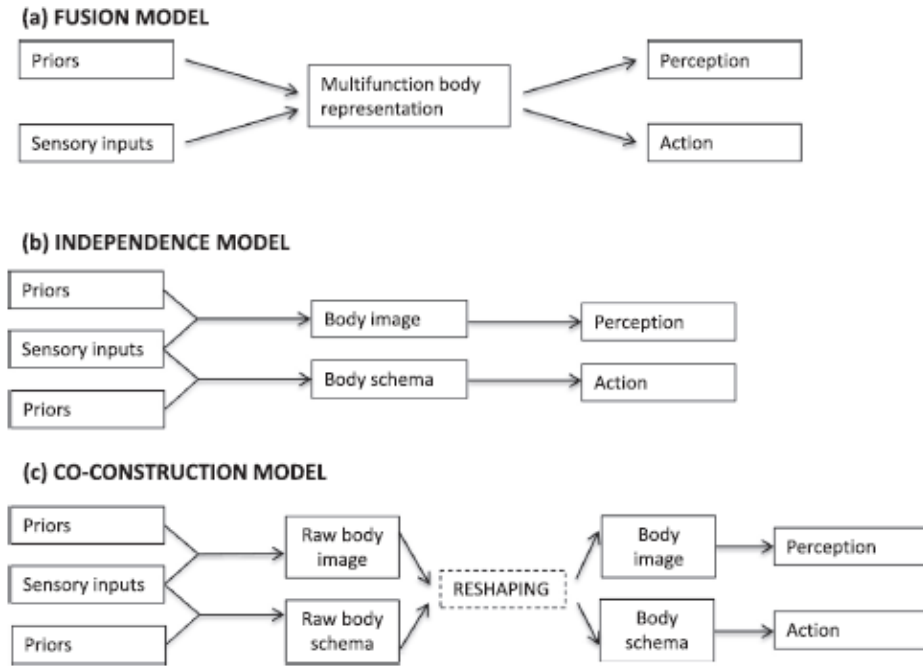 (a) FUSION MODEL
Priors
Perception
Multifunction body
representation
Sensory inputs
Action
(b) INDEPENDENCE MODEL
Priors
Body image
Perception
Sensory inputs
Body schema
Action
Priors
(c) CO-CONSTRUCTION MODEL
Priors
Raw body
image
Body
image
Perception
Sensory inputs
RESHAPING
Raw body
schema
Body
schema
Action
Priors